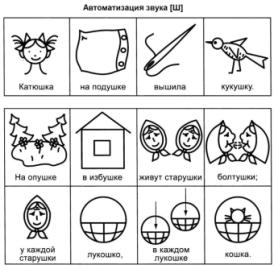 Автоматизация звука [Ш]
Катюшка на подушке вышила кукушку.
На опушке в избушке живут старушки болтушки;
у каждой лукошко, в каждом кошка.
старушки лукошке